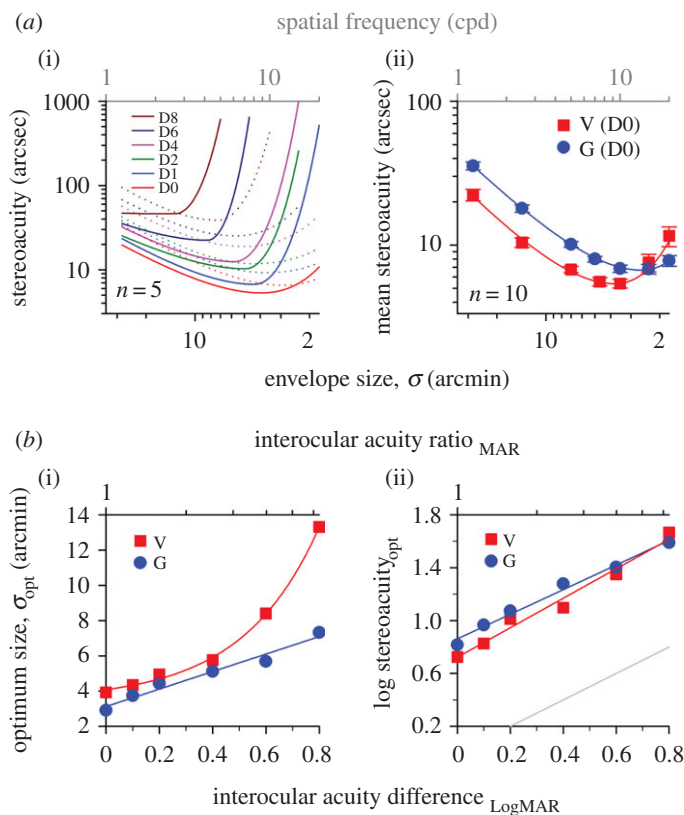 (a) spatial frequency (cpd)
(i) (ii)
1 10
1 10
stereoacuity (arcsec)
1000
100
10
D8
D6
D4
D2
D1
D0
n = 5
10 2
mean stereoacuity (arcsec)
100
10
V (D0)
G (D0)
n = 10
10 2
envelope size, σ (arcmin)
(b) interocular acuity ratio MAR
(i) (ii)
1
1
optimum size, σopt (arcmin)
14
12
10
8
6
4
2
V
G
0 0.2 0.4 0.6 0.8
log stereoacuityopt
1.8
1.4
1.0
0.6
0.2
V
G
0 0.2 0.4 0.6 0.8
interocular acuity difference LogMAR